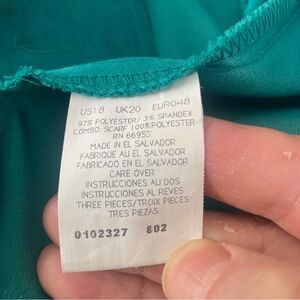 US18 UK20 EURO48
97% POLYESTER/ 3% SPANDEX
COMBO SCARF 100%POLYESTER
RN 66953
MADE IN EL SALVADOR
FABRIQUE AU EL SALVADOR
FABRICADO EN EL SALVADOR
CARE OVER
INSTRUCTIONS AU DOS
INSTRUCCIONES AL REVES
THREE PIECES/TROIX PIECES
TRES PIEZAS
0102327 802